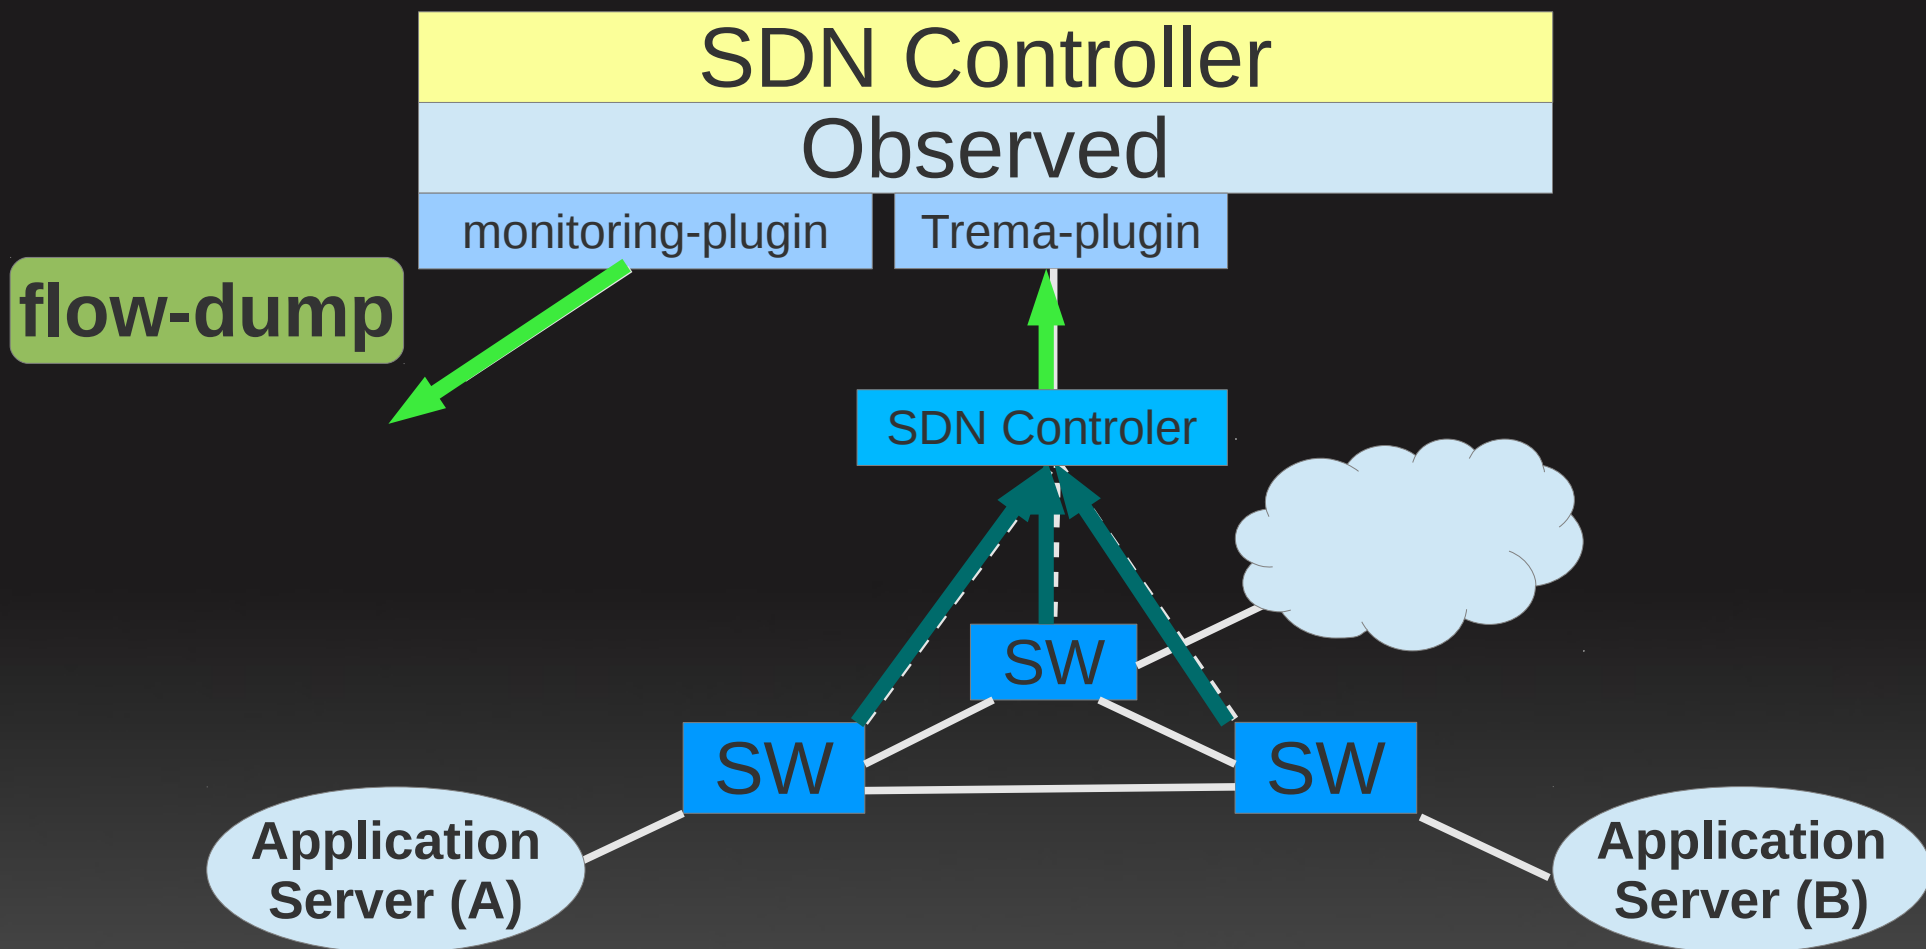 SDN Controller
Observed
monitoring-plugin
Trema-plugin
flow-dump
SDN Controler
SW
SW
SW
Application
Server (A)
Application
Server (B)